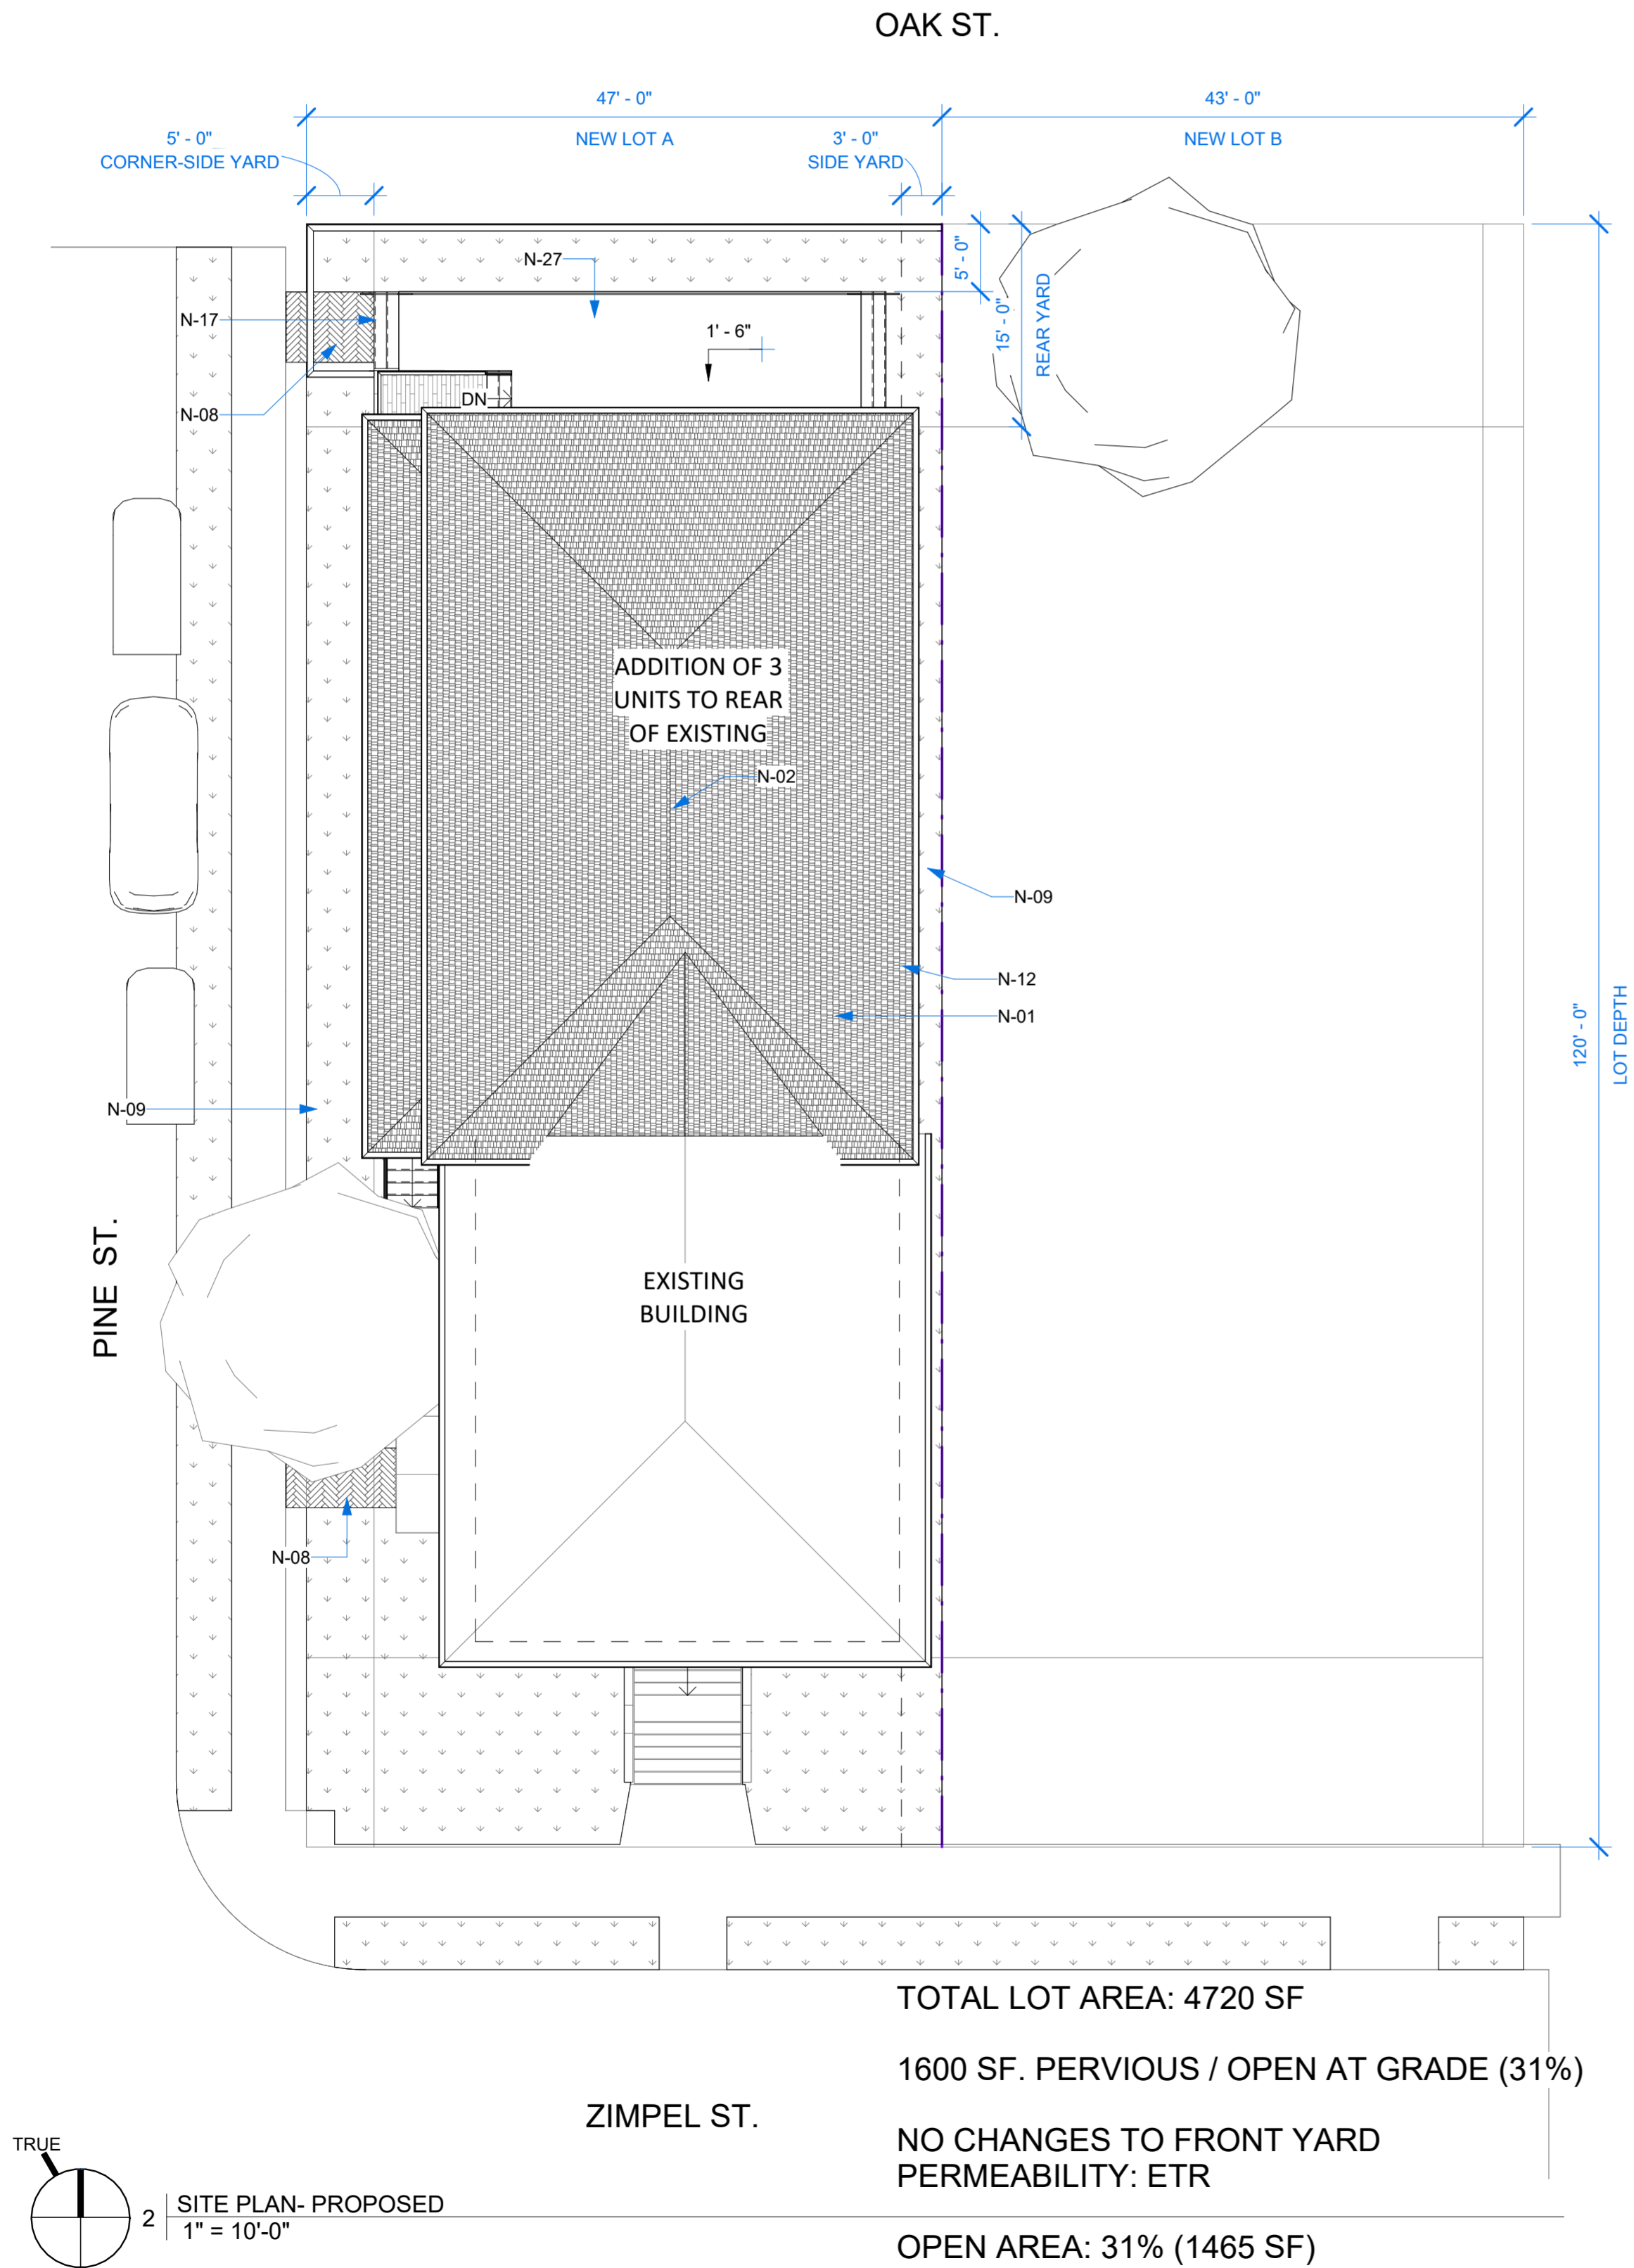 OAK ST.
47' - 0"
43' - 0"
5' - 0"
CORNER-SIDE YARD
NEW LOT A
3' - 0"
SIDE YARD
NEW LOT B
N-27
5' - 0"
15' - 0"
REAR YARD
N-17
1' - 6"
DN
N-08
ADDITION OF 3
UNITS TO REAR
OF EXISTING
N-02
N-09
N-12
N-01
120' - 0"
LOT DEPTH
N-09
PINE ST.
EXISTING
BUILDING
N-08
TOTAL LOT AREA: 4720 SF
1600 SF. PERVIOUS / OPEN AT GRADE (31%)
ZIMPEL ST.
NO CHANGES TO FRONT YARD
PERMEABILITY: ETR
TRUE
2
SITE PLAN- PROPOSED
1" = 10'-0"
OPEN AREA: 31% (1465 SF)